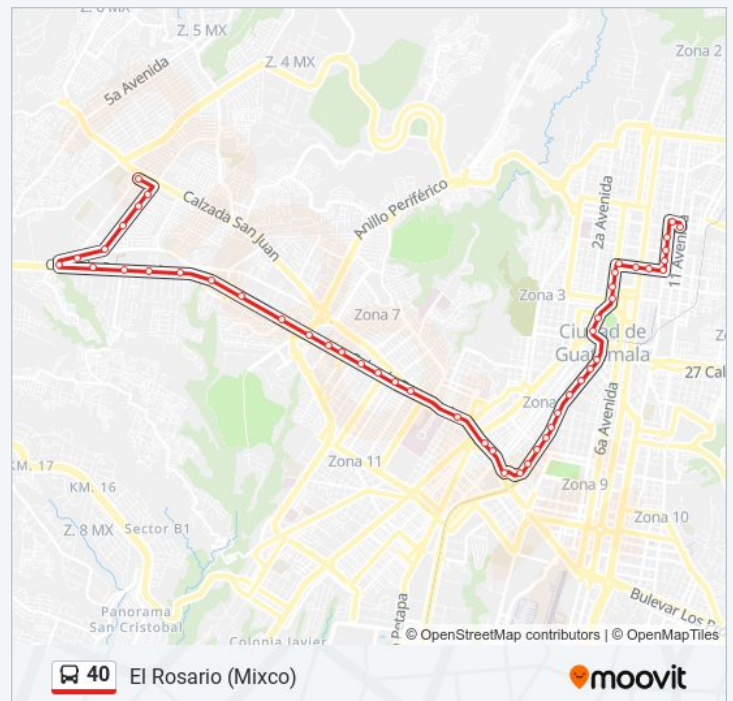 Z. 6 MX
Z. 5 MX
Zona 2
Z. 4 MX
5a Avenida
Calzada San Juan
Anillo Periférico
2a Avenida
11 Avenida
Zona 3
Zona 7
Ciudad de
Guatemala
27 Cal
Zona
6a Avenida
Zona 11
KM. 17
KM. 16
Zona 9
Zona 10
Z. 8 MX
Sector B1
Panorama
San Cristobal
Colonia Javier
Petapa
Bulevar Los
© OpenStreetMap contributors | © OpenMapTiles
40
El Rosario (Mixco)
moovit